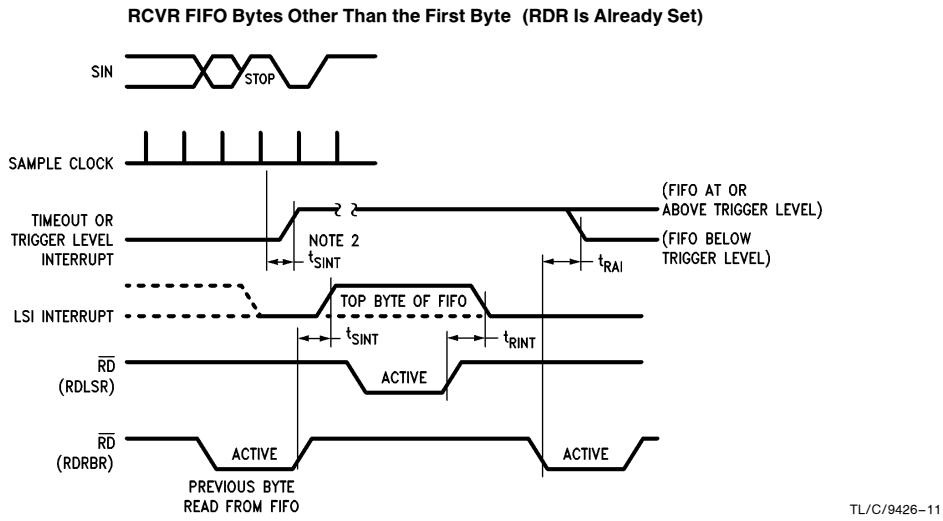 RCVR FIFO Bytes Other Than the First Byte (RDR Is Already Set)
SIN
STOP
SAMPLE CLOCK
TIMEOUT OR
TRIGGER LEVEL
INTERRUPT
NOTE 2
tSINT
(FIFO AT OR
ABOVE TRIGGER LEVEL)
(FIFO BELOW
TRIGGER LEVEL)
tRAI
LSI INTERRUPT
TOP BYTE OF FIFO
tSINT
tRINT
RD
(RDLSR)
ACTIVE
RD
(RDRBR)
ACTIVE
ACTIVE
PREVIOUS BYTE
READ FROM FIFO
TL/C/9426–11